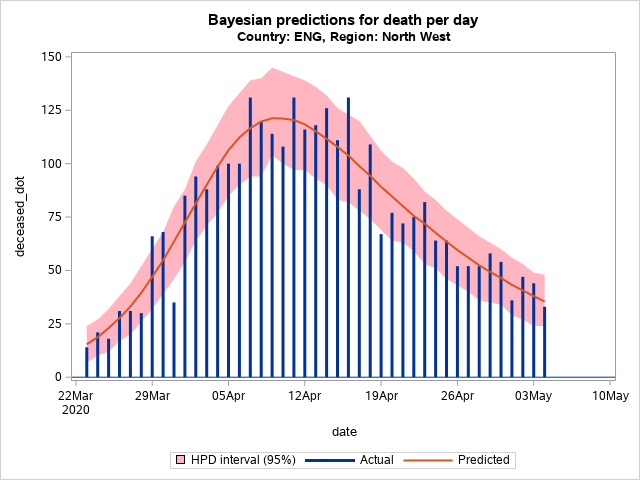 Bayesian predictions for death per day
Country: ENG, Region: North West
150
125
100
75
50
25
0
deceased_dot
22Mar 29Mar 05Apr 12Apr 19Apr 26Apr 03May 10May
2020
date
HPD interval (95%) Actual Predicted